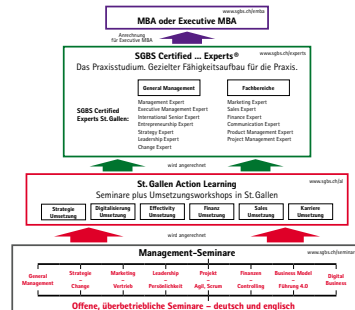 www.sgbs.ch/emba
MBA oder Executive MBA
Anrechnung
für Executive MBA
www.sgbs.ch/experts
SGBS Certified ... Experts®
Das Praxisstudium. Gezielter Fähigkeitsaufbau für die Praxis.
General Management
Fachbereiche
SGBS Certified
Experts St.Gallen:
Management Expert
Executive Management Expert
International Senior Expert
Entrepreneurship Expert
Strategy Expert
Leadership Expert
Change Expert
Marketing Expert
Sales Expert
Finance Expert
Communication Expert
Product Management Expert
Project Management Expert
wird angerechnet
www.sgbs.ch/al
St.Gallen Action Learning
Seminare plus Umsetzungsworkshops in St.Gallen
Strategie Umsetzung
Digitalisierung Umsetzung
Effectivity Umsetzung
Finanz Umsetzung
Sales Umsetzung
Karriere Umsetzung
wird angerechnet
Management-Seminare
www.sgbs.ch/seminare
General Management
Strategie – Change
Marketing – Vertrieb
Leadership – Persönlichkeit
Projekt – Agil, Scrum
Finanzen – Controlling
Business Model – Führung 4.0
Digital Business
Offene, überbetriebliche Seminare – deutsch und englisch